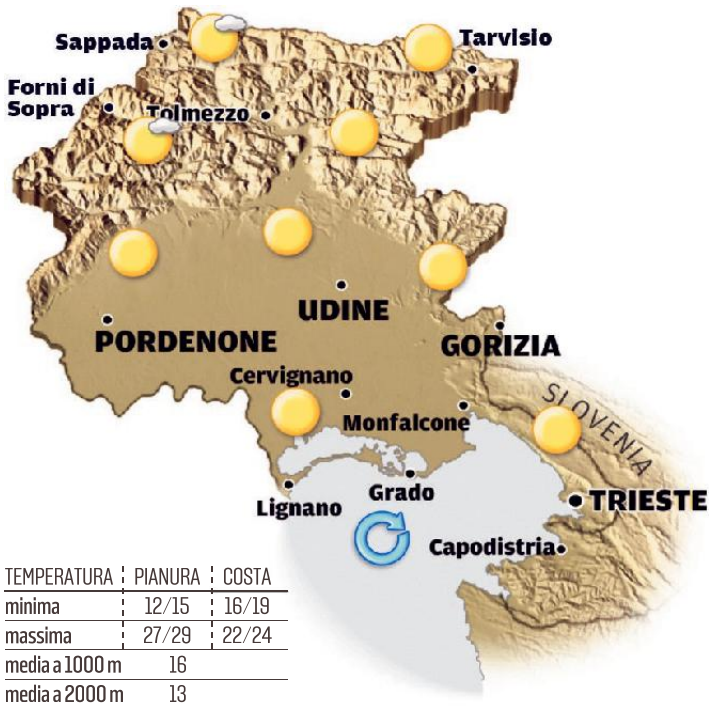 Sappada
Tarvisio
Forni di
Sopra
Tolmezzo
UDINE
PORDENONE
GORIZIA
Cervignano
SLOVENIA
Monfalcone
Lignano
Grado
TRIESTE
Capodistria
TEMPERATURA PIANURA COSTA
minima 12/15 16/19
massima 27/29 22/24
media a 1000 m 16
media a 2000 m 13